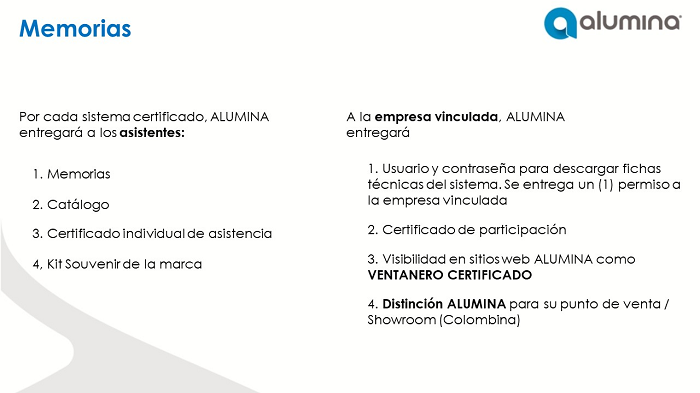 Memorias
alumina
Por cada sistema certificado, ALUMINA
entregará a los asistentes:
1. Memorias
2. Catálogo
3. Certificado individual de asistencia
4, Kit Souvenir de la marca
A la empresa vinculada, ALUMINA
entregará
1. Usuario y contraseña para descargar fichas
técnicas del sistema. Se entrega un (1) permiso a
la empresa vinculada
2. Certificado de participación
3. Visibilidad en sitios web ALUMINA como
VENTANERO CERTIFICADO
4. Distinción ALUMINA para su punto de venta /
Showroom (Colombina)